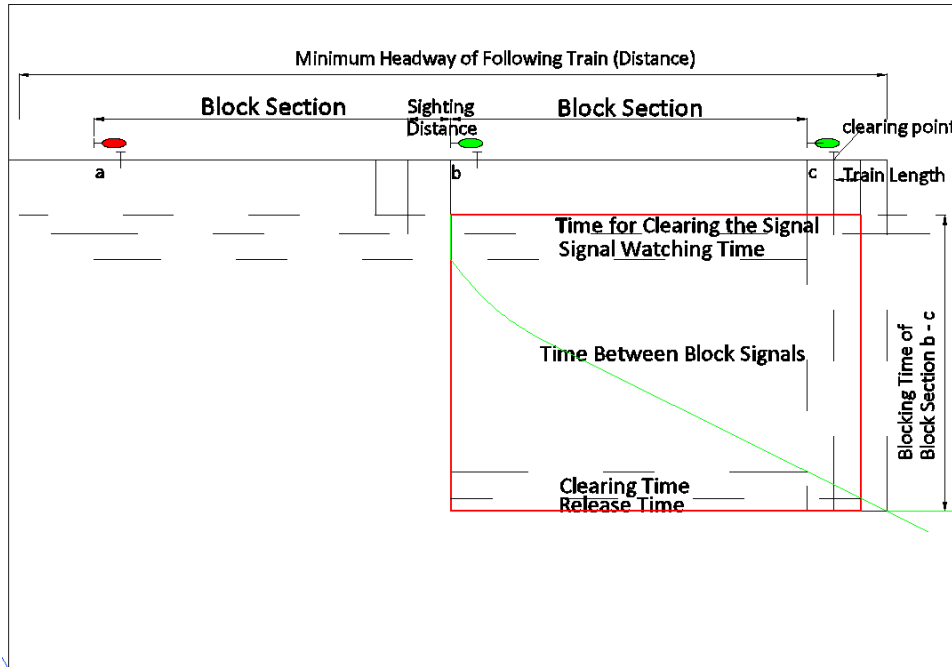 Minimum Headway of Following Train (Distance)
Block Section
Sighting
Distance
Block Section
clearing point
a
b
c
Train Length
Time for Clearing the Signal
Signal Watching Time
Time Between Block Signals
Blocking Time of
Block Section b - c
Clearing Time
Release Time